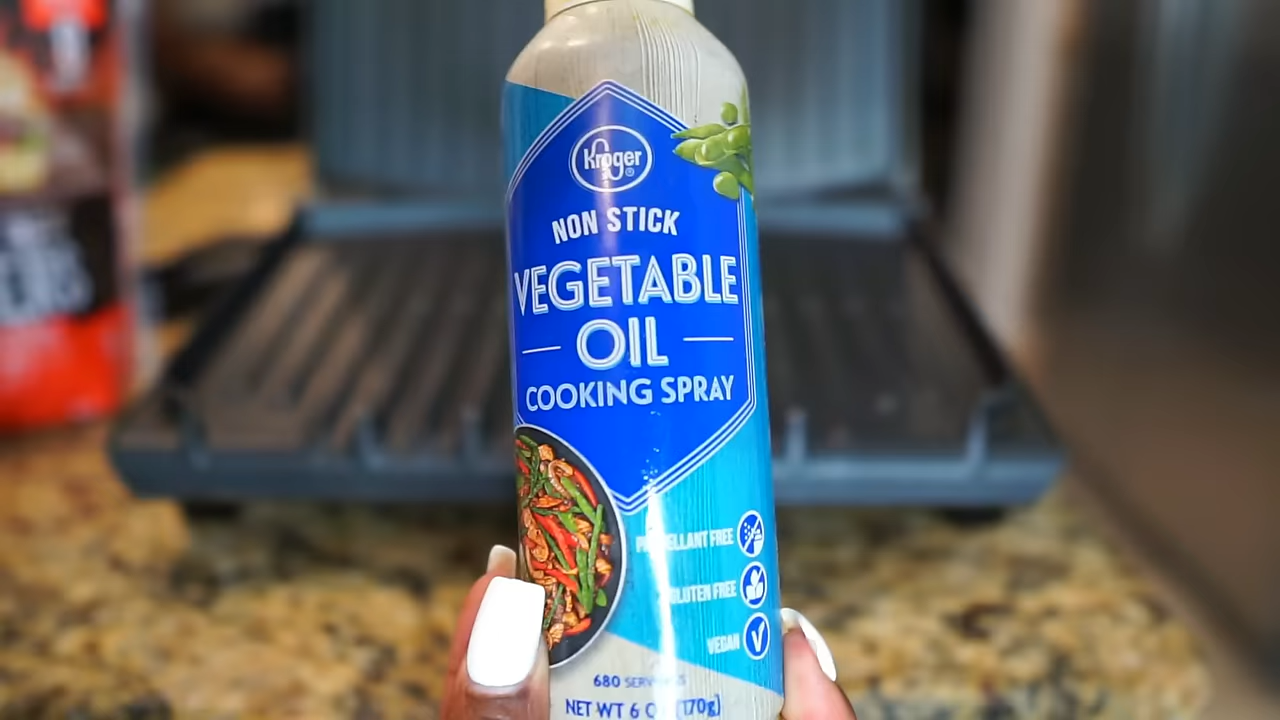 Kroger
NON STICK
VEGETABLE
OIL
COOKING SPRAY
PROPELLANT FREE
GLUTEN FREE
VEGAN
680 SERVINGS
NET WT 6 OZ (170g)